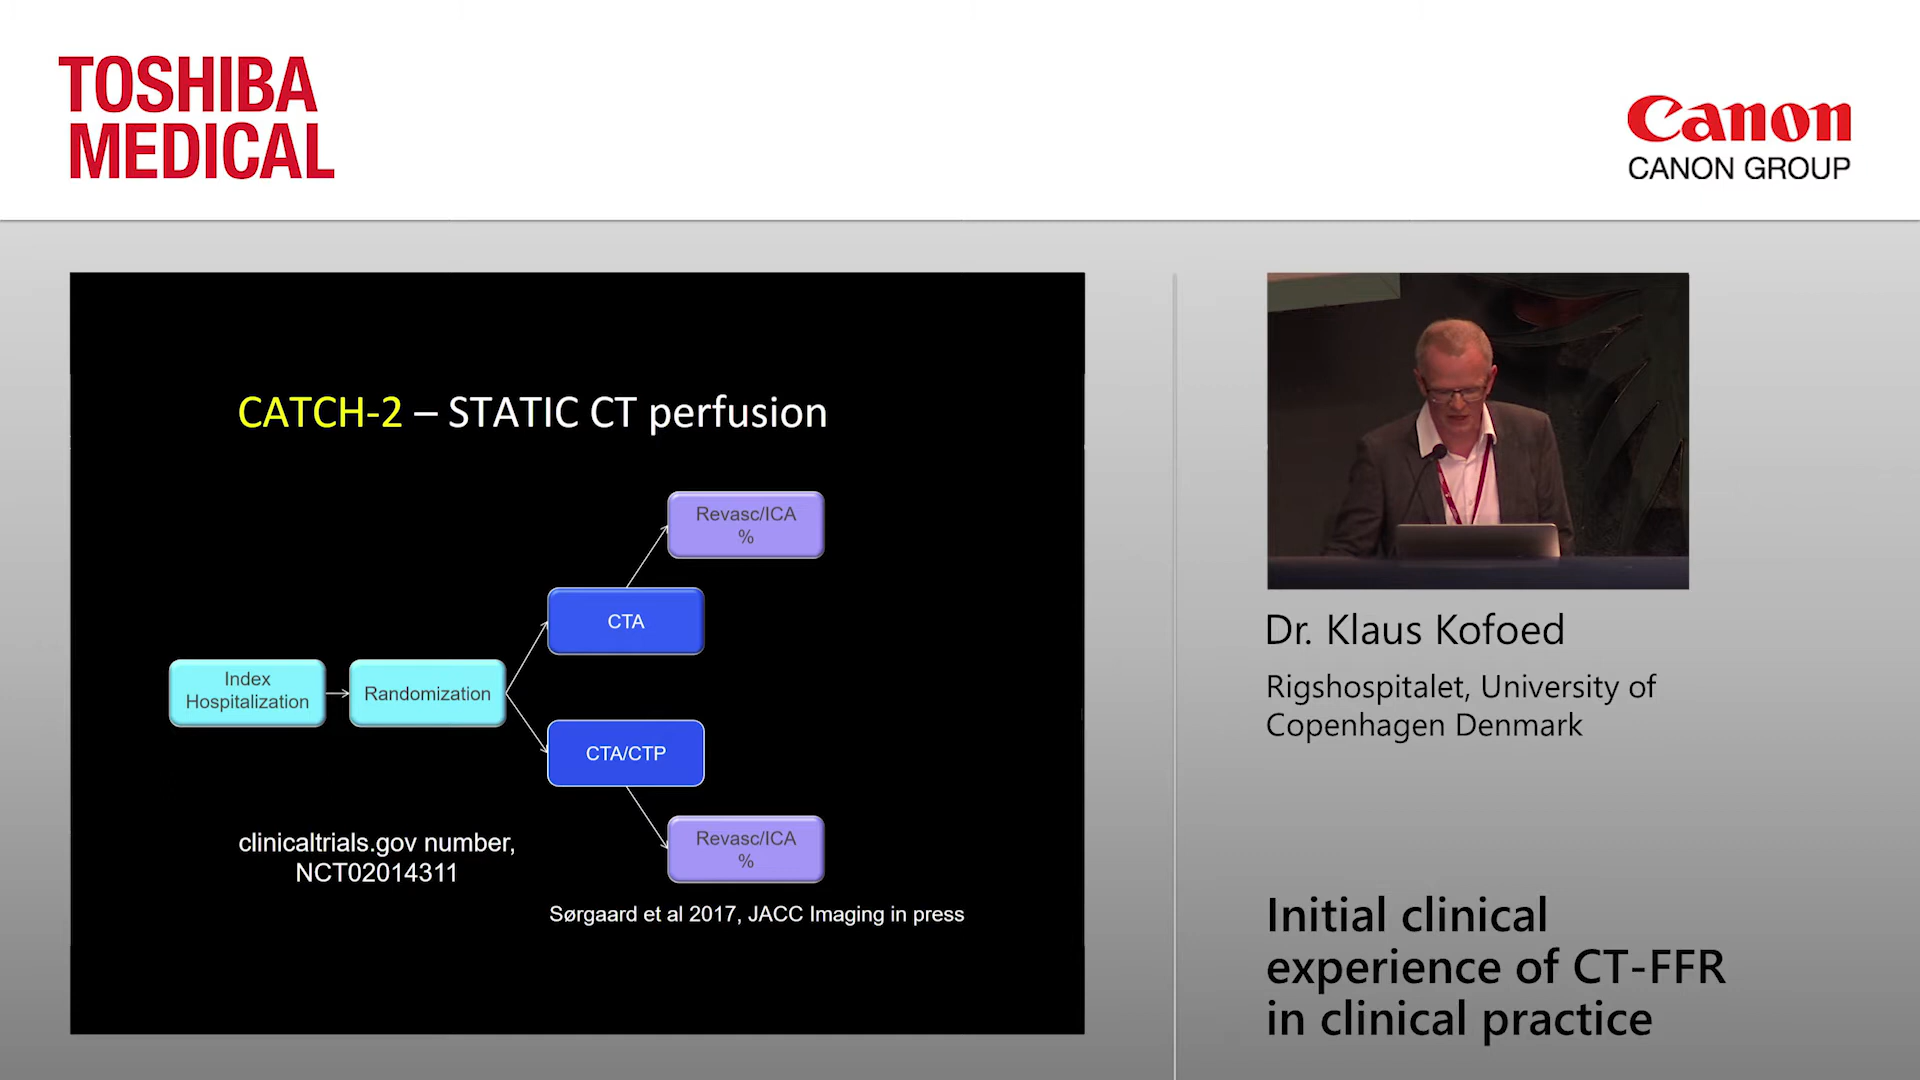 TOSHIBA
MEDICAL
Canon
CANON GROUP
CATCH-2 – STATIC CT perfusion
Revasc/ICA
%
CTA
Index
Hospitalization
Randomization
CTA/CTP
Revasc/ICA
%
clinicaltrials.gov number,
NCT02014311
Sørgaard et al 2017, JACC Imaging in press
Dr. Klaus Kofoed
Rigshospitalet, University of
Copenhagen Denmark
Initial clinical
experience of CT-FFR
in clinical practice